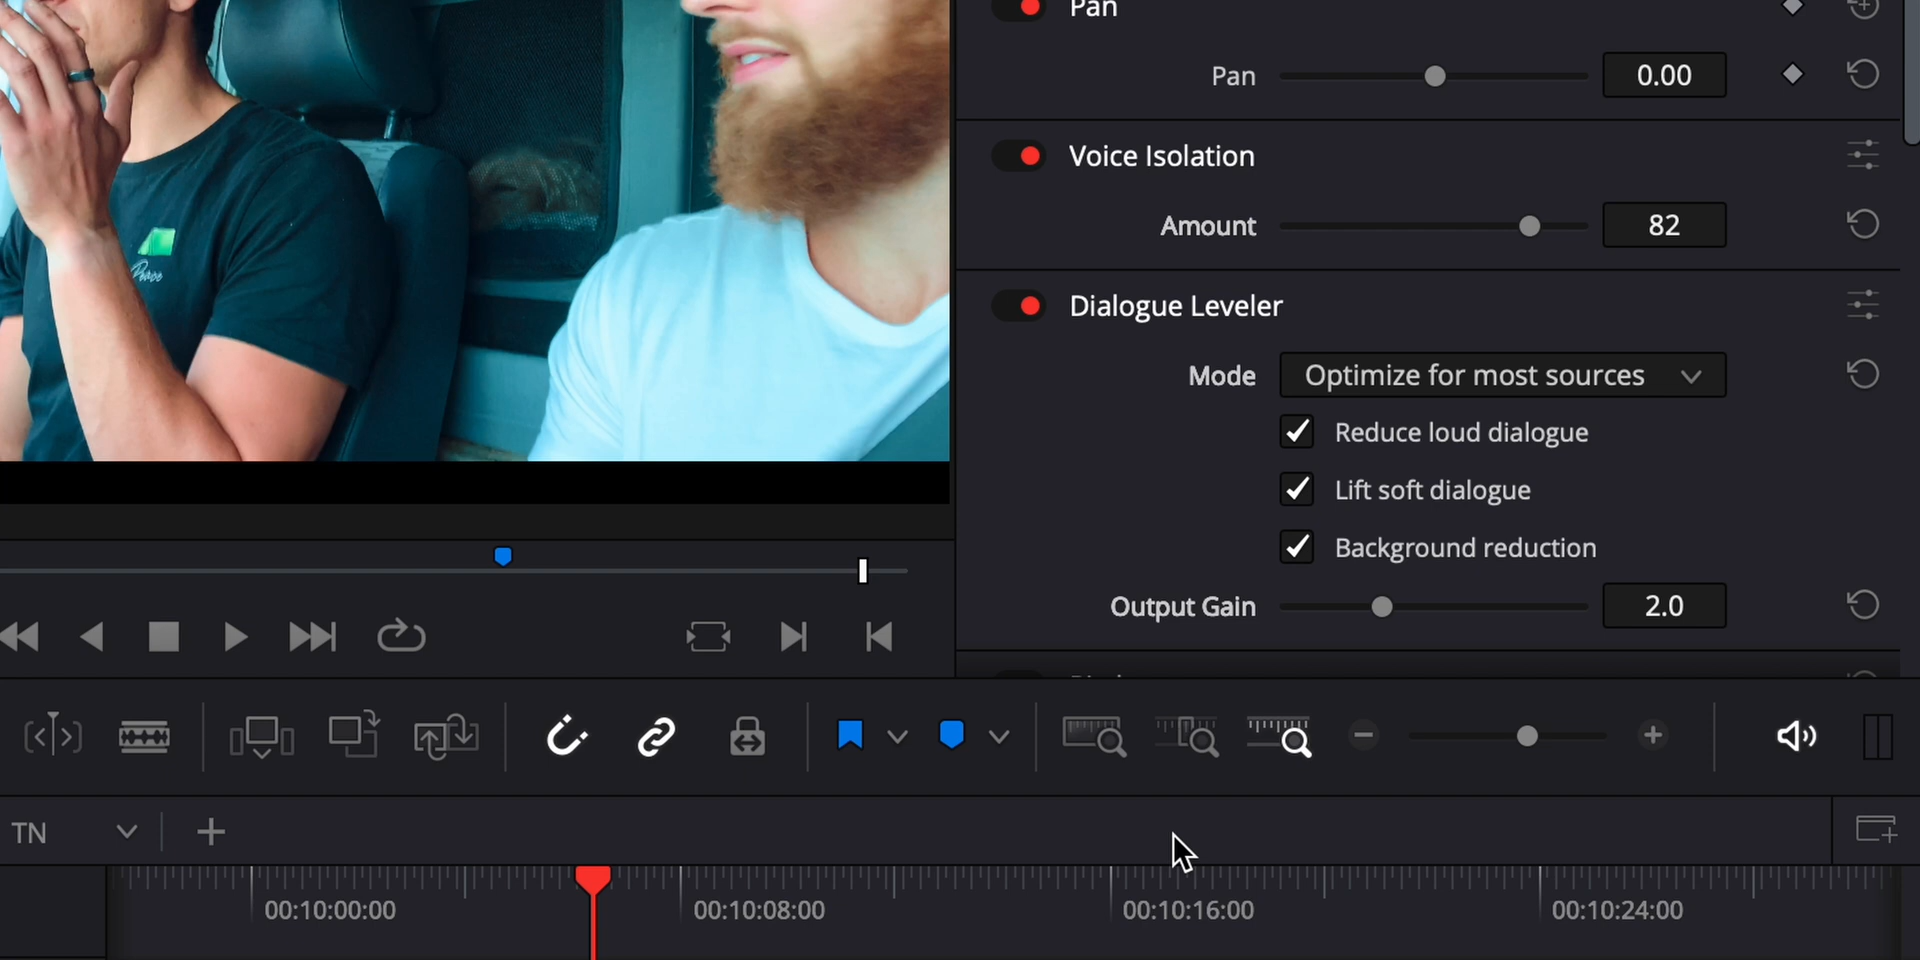 Pan
Pan 0.00
Voice Isolation
Amount 82
Dialogue Leveler
Mode Optimize for most sources
Reduce loud dialogue
Lift soft dialogue
Background reduction
Output Gain 2.0
Peace
TN
00:10:00:00 00:10:08:00 00:10:16:00 00:10:24:00